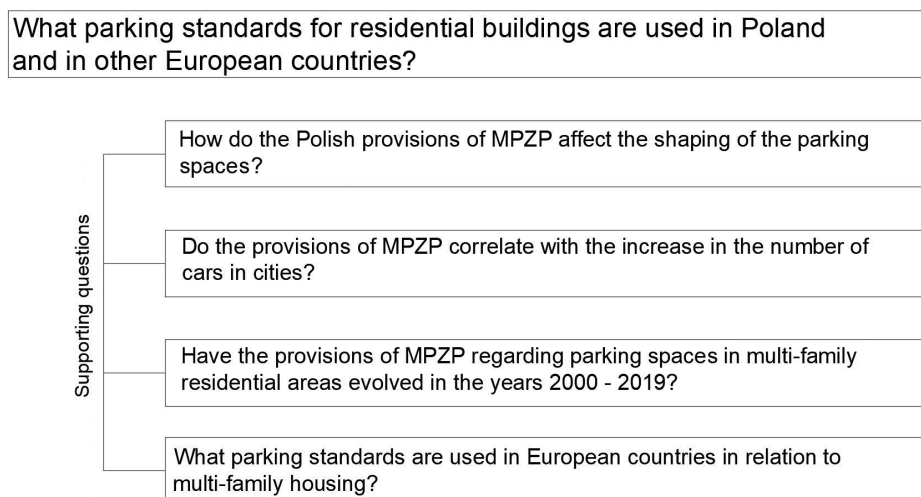 What parking standards for residential buildings are used in Poland
and in other European countries?
Supporting questions
How do the Polish provisions of MPZP affect the shaping of the parking
spaces?
Do the provisions of MPZP correlate with the increase in the number of
cars in cities?
Have the provisions of MPZP regarding parking spaces in multi-family
residential areas evolved in the years 2000 - 2019?
What parking standards are used in European countries in relation to
multi-family housing?